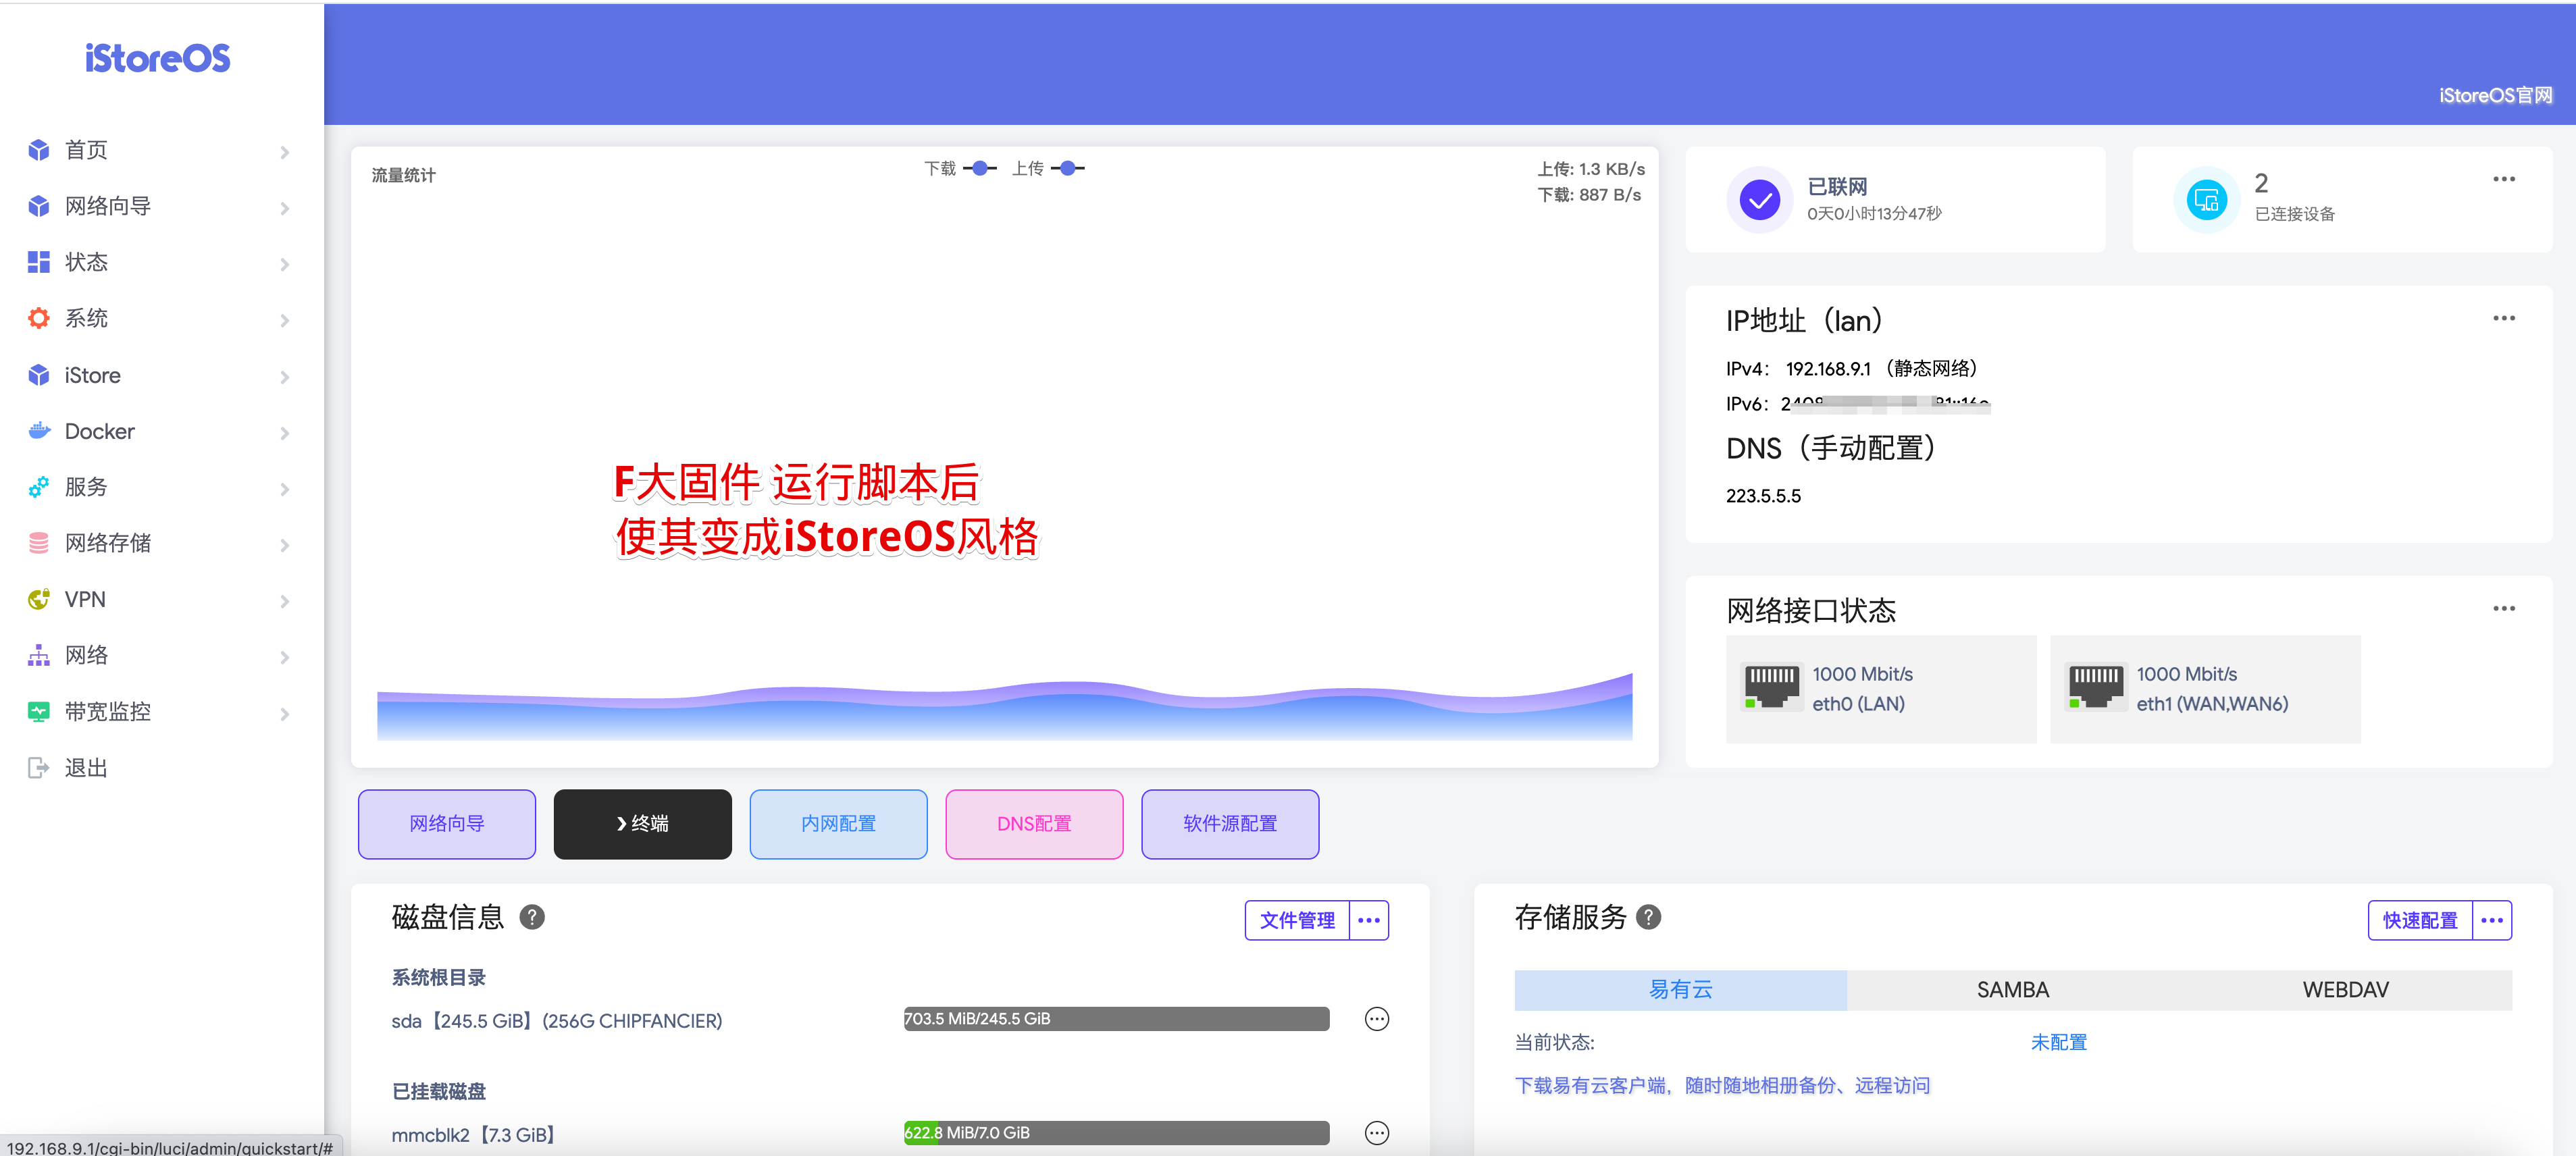 iStoreOS
iStoreOS官网
首页
网络向导
状态
系统
iStore
Docker
服务
网络存储
VPN
网络
带宽监控
退出
流量统计
下载
上传
上传: 1.3 KB/s
下载: 887 B/s
F大固件 运行脚本后
使其变成iStoreOS风格
已联网
0天0小时13分47秒
2
已连接设备
IP地址（lan）
IPv4： 192.168.9.1 （静态网络）
IPv6：
DNS（手动配置）
223.5.5.5
网络接口状态
1000 Mbit/s
eth0 (LAN)
1000 Mbit/s
eth1 (WAN,WAN6)
网络向导
❯ 终端
内网配置
DNS配置
软件源配置
磁盘信息 ?
文件管理 •••
系统根目录
sda【245.5 GiB】(256G CHIPFANCIER)
703.5 MiB/245.5 GiB
已挂载磁盘
mmcblk2【7.3 GiB】
622.8 MiB/7.0 GiB
存储服务 ?
快速配置 •••
易有云
SAMBA
WEBDAV
当前状态:
未配置
下载易有云客户端，随时随地相册备份、远程访问
192.168.9.1/cgi-bin/luci/admin/quickstart/#